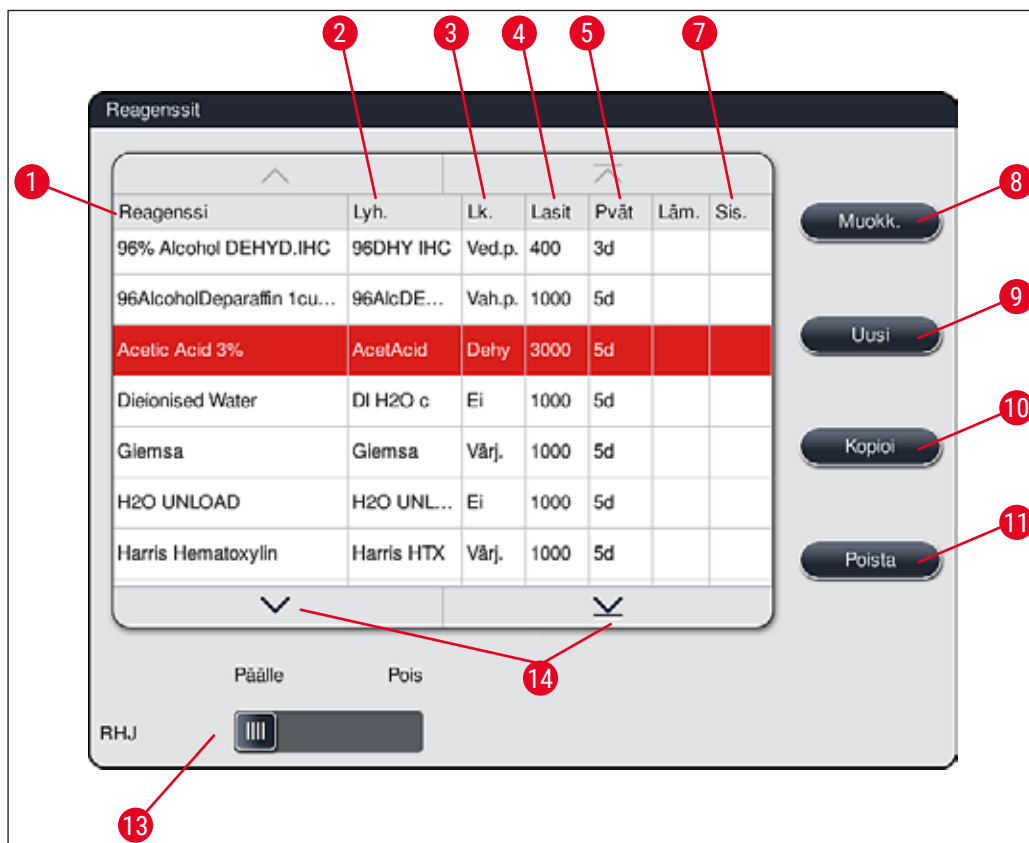 2 3 4 5 7
Reagenssit
1
Reagenssi Lyh. Lk. Lasit Pvät Läm. Sis.
96% Alcohol DEHYD.IHC 96DHY IHC Ved.p. 400 3d
96AlcoholDeparaffin 1cu... 96AlcDE... Vah.p. 1000 5d
Acetic Acid 3% AcetAcid Dehy 3000 5d
Dieionised Water DI H2O c Ei 1000 5d
Giemsa Giemsa Värj. 1000 5d
H2O UNLOAD H2O UNL... Ei 1000 5d
Harris Hematoxylin Harris HTX Värj. 1000 5d
8
Muokk.
9
Uusi
10
Kopioi
11
Poista
14
Päälle Pois
RHJ
13